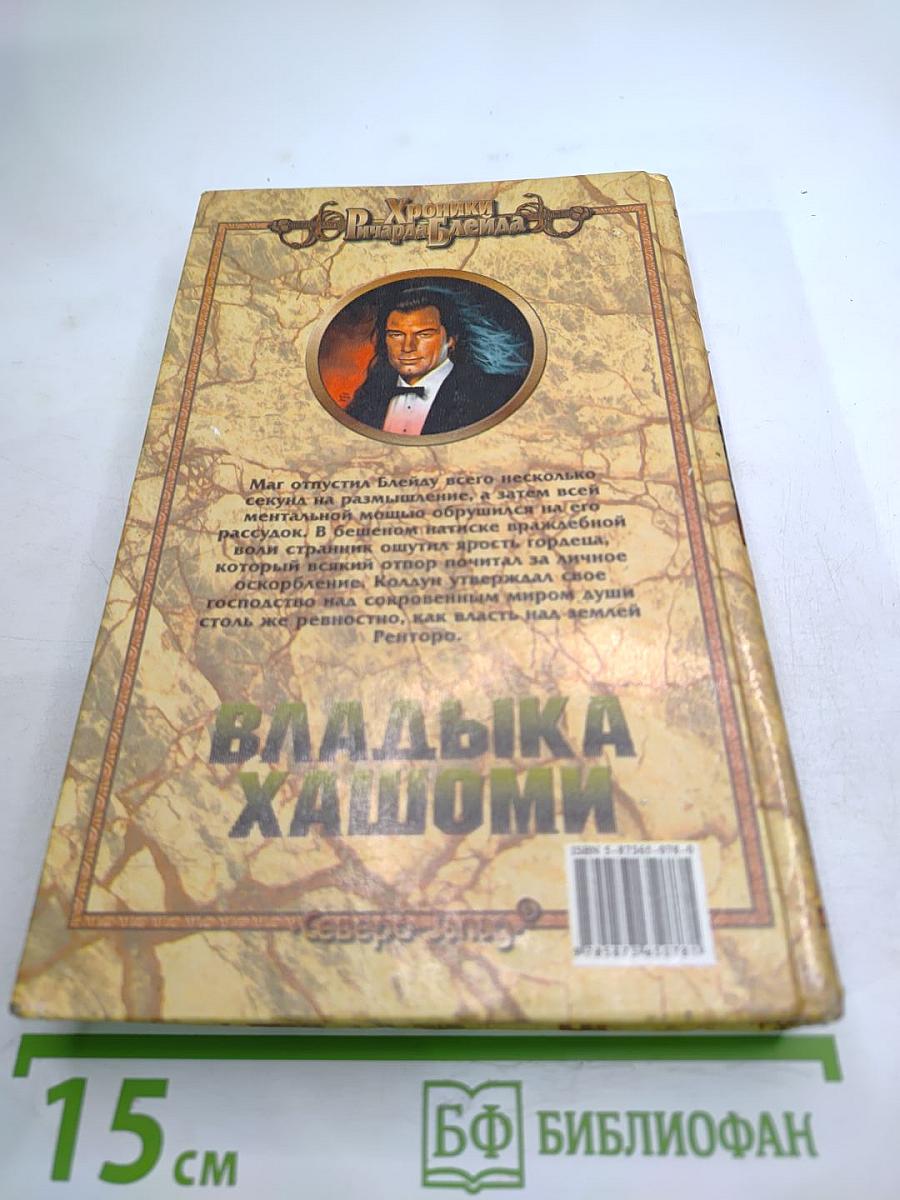 Хроники
Ричарда Блейда
Маг отпустил Блейду всего несколько
секунд на размышление, а затем всей
ментальной мощью обрушился на его
рассудок. В бешеном натиске враждебной
воли странник ощутил ярость гордеца,
который всякий отпор почитал за личное
оскорбление. Колдун утверждал свое
господство над сокровенным миром души
столь же ревностно, как власть над землей
Ренторо.
ВЛАДЫКА
ХАШОМИ
ISBN
Северо-Запад®
15 см
БФ БИБЛИОФАН